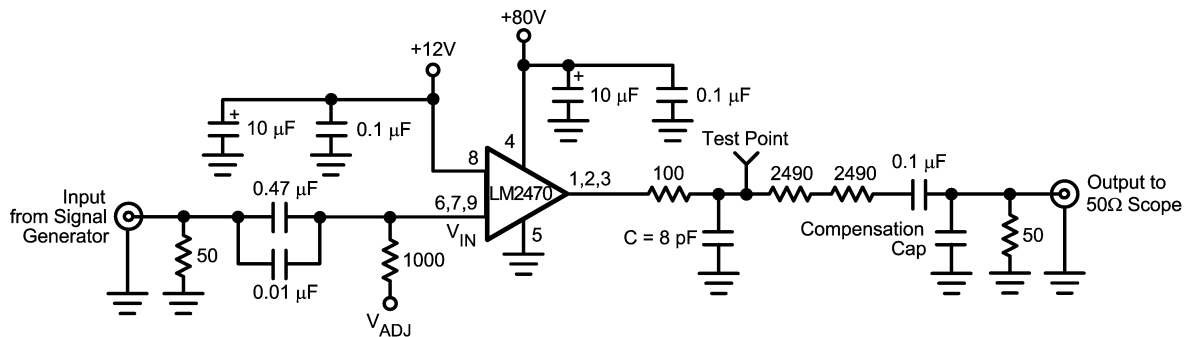 +80V
+12V
+
10 µF
0.1 µF
+
10 µF
0.1 µF
4
Test Point
8
LM2470
1,2,3
100
2490
2490
0.1 µF
Input
from Signal
Generator
0.47 µF
6,7,9
V_IN
5
C = 8 pF
Compensation
Cap
50
Output to
50Ω Scope
50
0.01 µF
1000
V_ADJ